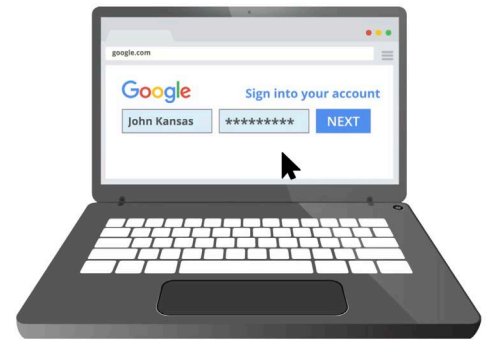 google.com
Google
Sign into your account
John Kansas
*********
NEXT